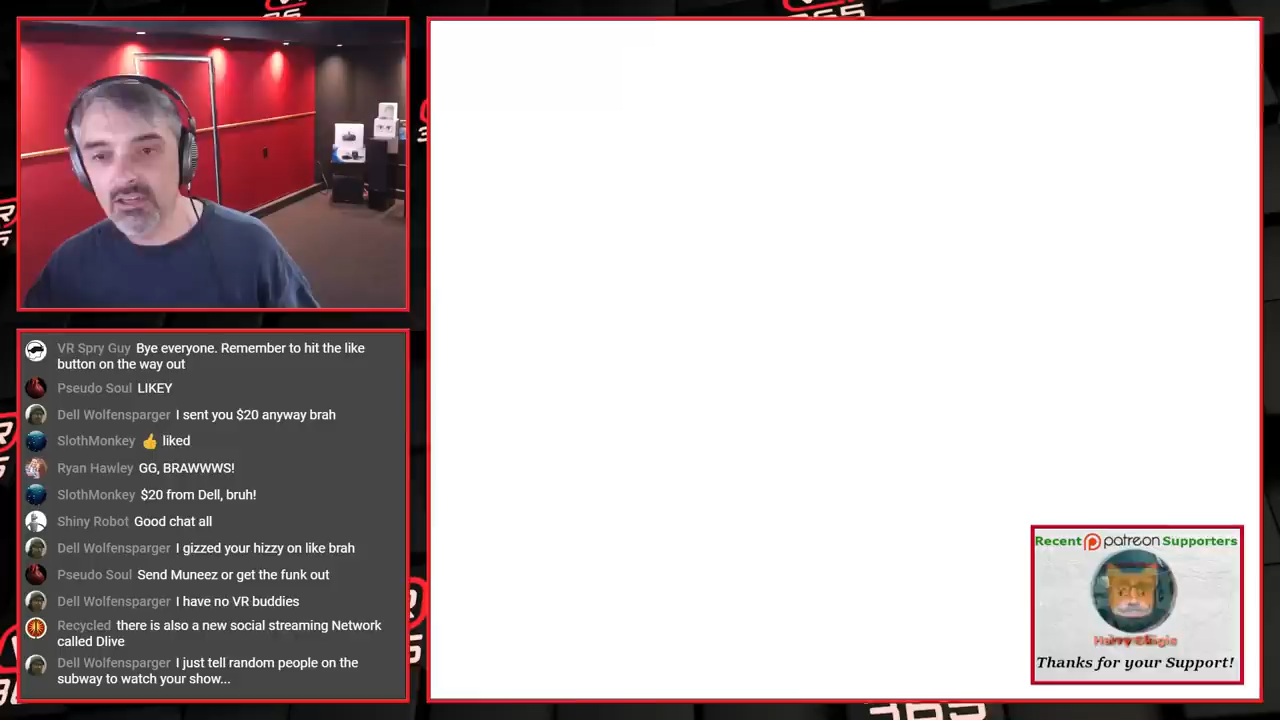 VR Spry Guy Bye everyone. Remember to hit the like
button on the way out
Pseudo Soul LIKEY
Dell Wolfensparger I sent you $20 anyway brah
SlothMonkey 👍 liked
Ryan Hawley GG, BRAWWWS!
SlothMonkey $20 from Dell, bruh!
Shiny Robot Good chat all
Dell Wolfensparger I gizzed your hizzy on like brah
Pseudo Soul Send Muneez or get the funk out
Dell Wolfensparger I have no VR buddies
Recycled there is also a new social streaming Network
called Dlive
Dell Wolfensparger I just tell random people on the
subway to watch your show...
Recent patreon Supporters
Thanks for your Support!
365